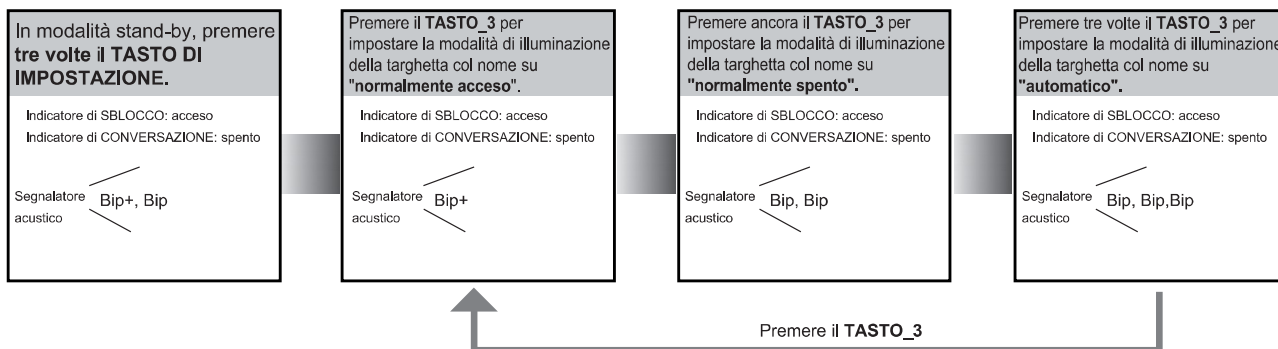 In modalità stand-by, premere
tre volte il TASTO DI
IMPOSTAZIONE.
Indicatore di SBLOCCO: acceso
Indicatore di CONVERSAZIONE: spento
Segnalatore
acustico
Bip+, Bip
Premere il TASTO_3 per
impostare la modalità di illuminazione
della targhetta col nome su
"normalmente acceso".
Indicatore di SBLOCCO: acceso
Indicatore di CONVERSAZIONE: spento
Segnalatore
acustico
Bip+
Premere ancora il TASTO_3 per
impostare la modalità di illuminazione
della targhetta col nome su
"normalmente spento".
Indicatore di SBLOCCO: acceso
Indicatore di CONVERSAZIONE: spento
Segnalatore
acustico
Bip, Bip
Premere tre volte il TASTO_3 per
impostare la modalità di illuminazione
della targhetta col nome su
"automatico".
Indicatore di SBLOCCO: acceso
Indicatore di CONVERSAZIONE: spento
Segnalatore
acustico
Bip, Bip,Bip
Premere il TASTO_3